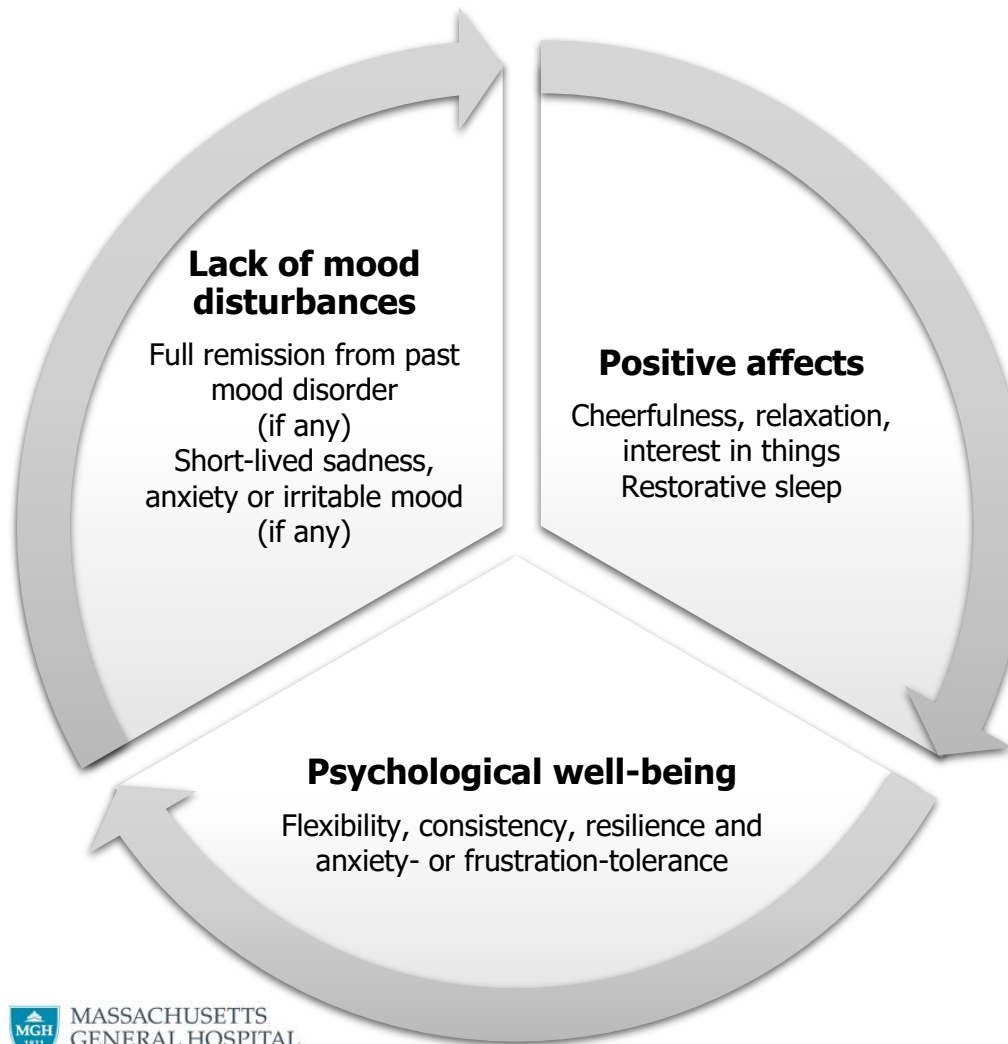 Lack of mood
disturbances
Full remission from past
mood disorder
(if any)
Short-lived sadness,
anxiety or irritable mood
(if any)
Positive affects
Cheerfulness, relaxation,
interest in things
Restorative sleep
Psychological well-being
Flexibility, consistency, resilience and
anxiety- or frustration-tolerance
MGH
1811
MASSACHUSETTS
GENERAL HOSPITAL